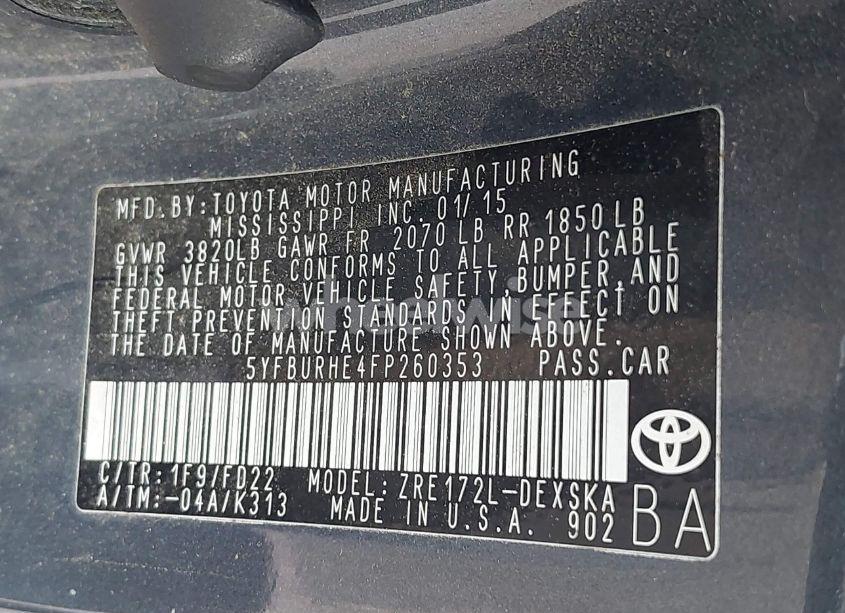 MFD.BY:TOYOTA MOTOR MANUFACTURING
MISSISSIPPI INC. 01/15
GVWR 3820LB GAWR FR 2070 LB RR 1850 LB
THIS VEHICLE CONFORMS TO ALL APPLICABLE
FEDERAL MOTOR VEHICLE SAFETY,BUMPER,AND
THEFT PREVENTION STANDARDS IN EFFECT ON
THE DATE OF MANUFACTURE SHOWN ABOVE.
5YFBURHE4FP260353 PASS.CAR
C/TR:1F9/FD22 MODEL:ZRE172L-DEXSKA
A/TM:-04A/K313 MADE IN U.S.A. 902
BA
wheelwise